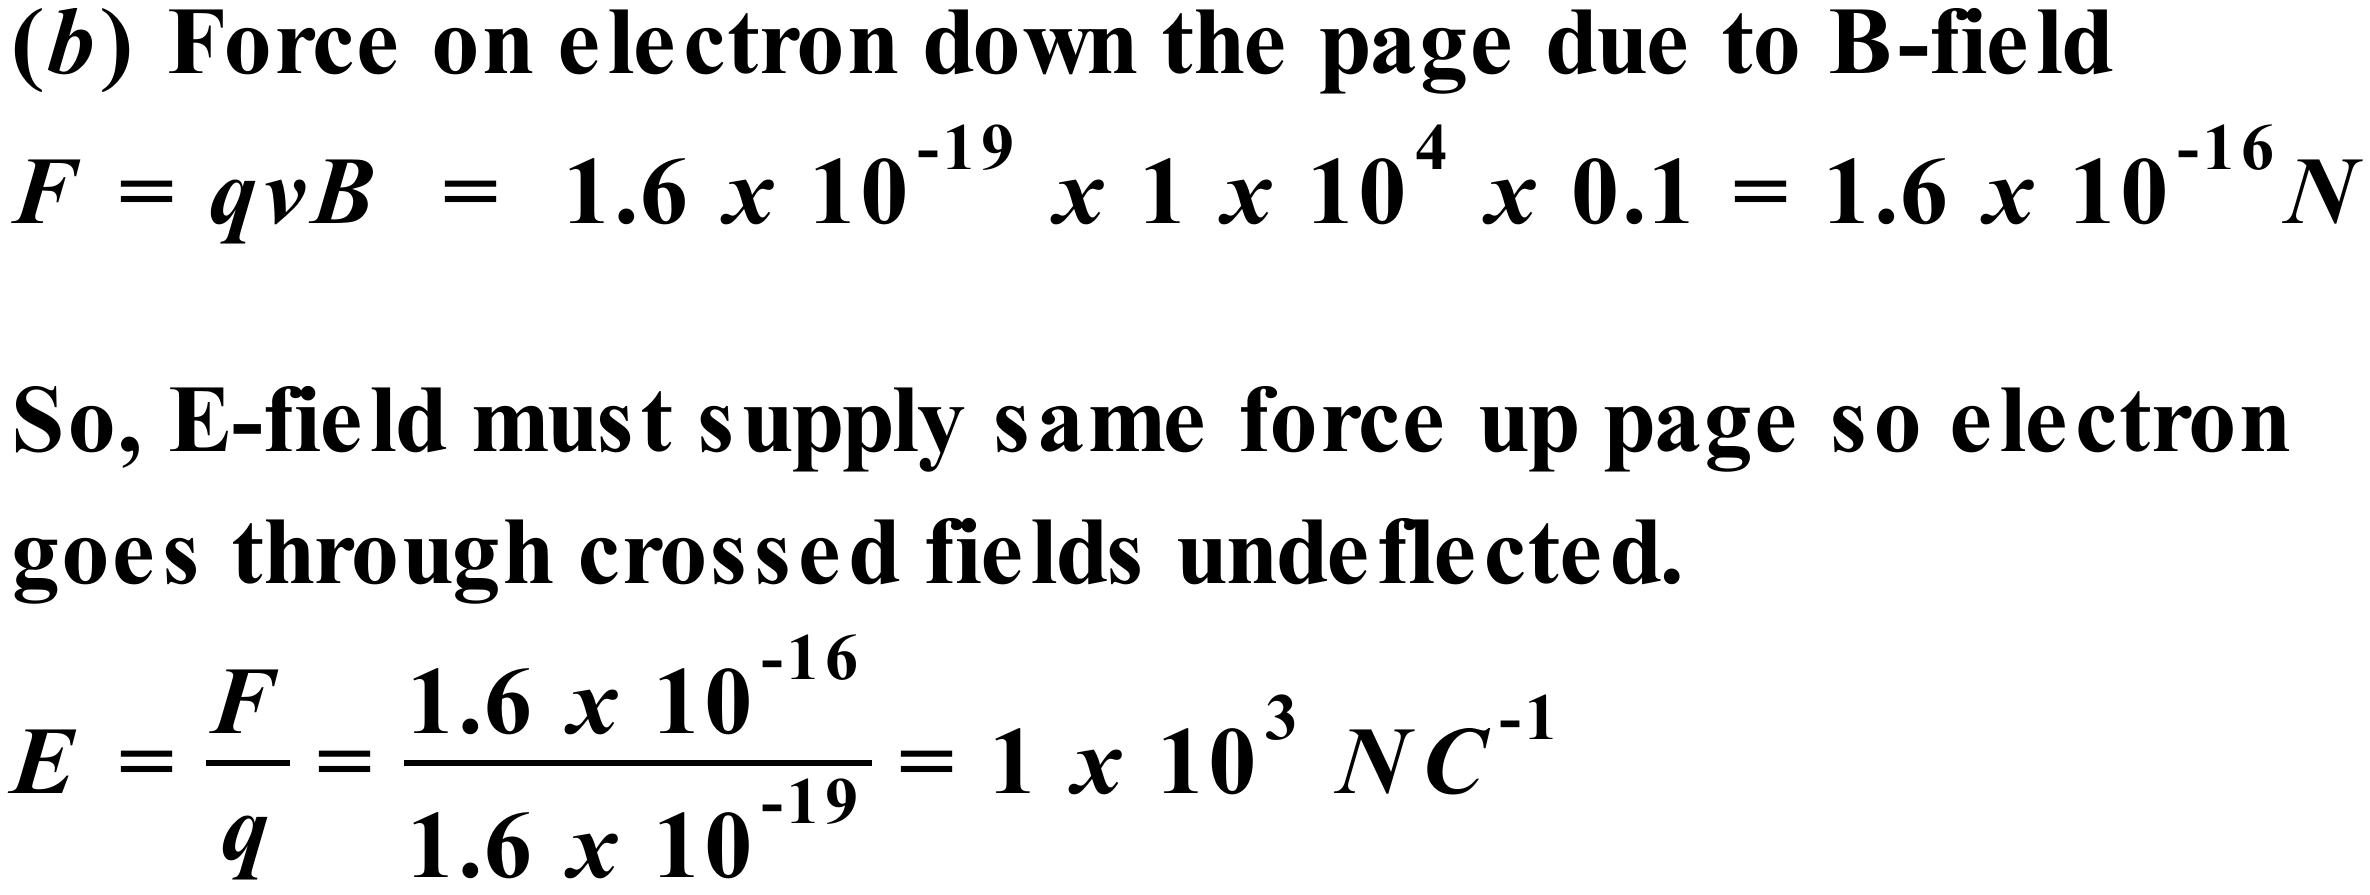 (b) Force on electron down the page due to B-field
F = qvB = 1.6 x 10^-19 x 1 x 10^4 x 0.1 = 1.6 x 10^-16 N
So, E-field must supply same force up page so electron
goes through crossed fields undeflected.
E = F/q = 1.6 x 10^-16 / 1.6 x 10^-19 = 1 x 10^3 NC^-1